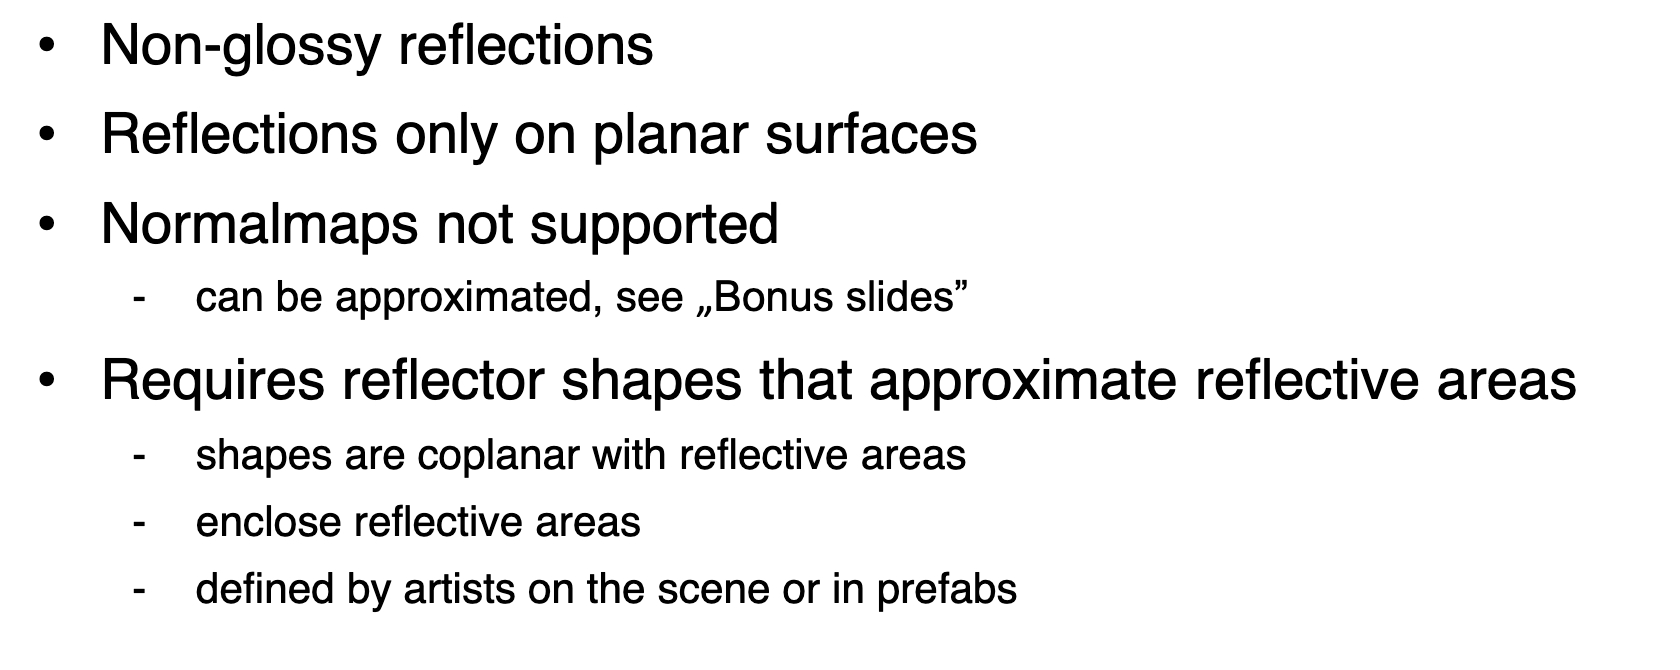 • Non-glossy reflections
• Reflections only on planar surfaces
• Normalmaps not supported
- can be approximated, see „Bonus slides”
• Requires reflector shapes that approximate reflective areas
- shapes are coplanar with reflective areas
- enclose reflective areas
- defined by artists on the scene or in prefabs